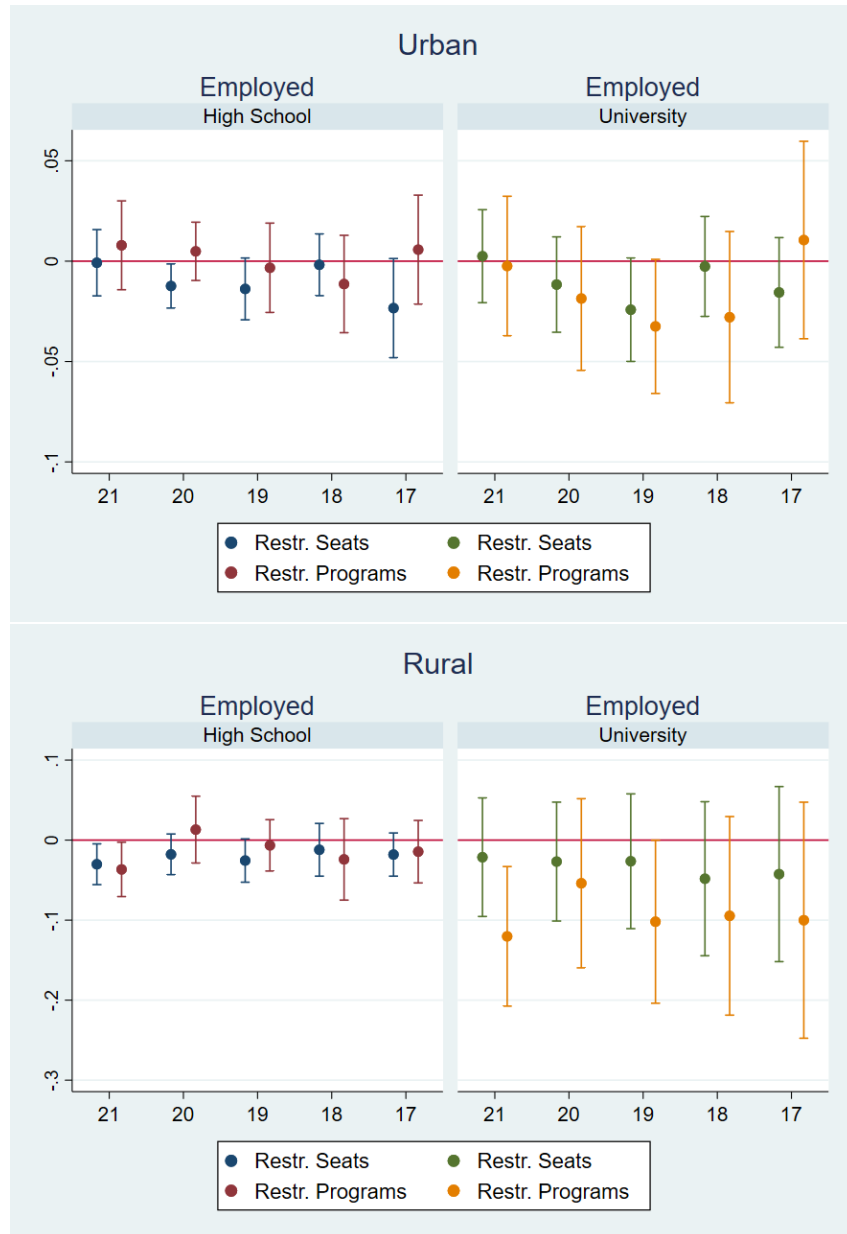 Urban
Employed Employed
High School University
.05
0
-.05
-.1
21 20 19 18 17 21 20 19 18 17
Restr. Seats Restr. Seats
Restr. Programs Restr. Programs
Rural
Employed Employed
High School University
.1
0
-.1
-.2
-.3
21 20 19 18 17 21 20 19 18 17
Restr. Seats Restr. Seats
Restr. Programs Restr. Programs